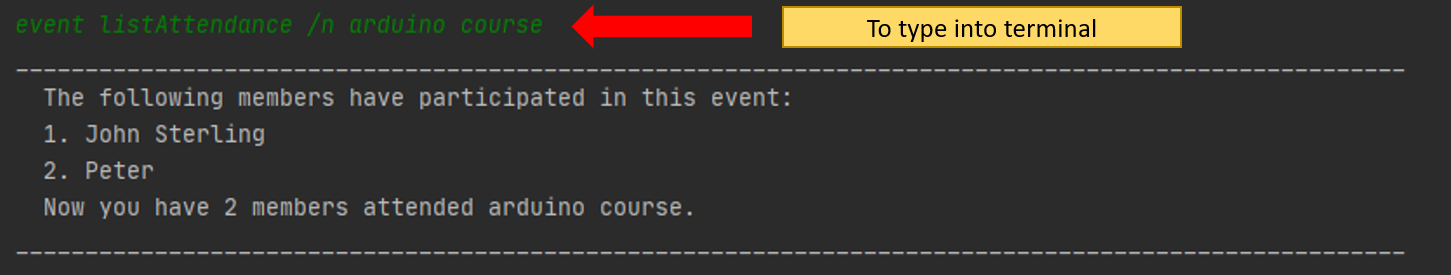 event listAttendance /n arduino course
To type into terminal
----------------------------------------------------------------------------------------------------
The following members have participated in this event:
1. John Sterling
2. Peter
Now you have 2 members attended arduino course.
----------------------------------------------------------------------------------------------------